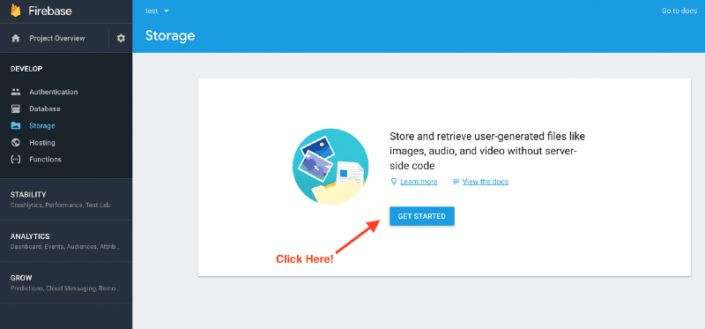 Firebase
Project Overview
DEVELOP
Authentication
Database
Storage
Hosting
Functions
STABILITY
Crashlytics, Performance, Test Lab
ANALYTICS
Dashboard, Events, Audiences, Attrib...
GROW
Predictions, Cloud Messaging, Remo...
test
Go to docs
Storage
Store and retrieve user-generated files like
images, audio, and video without server-
side code
Learn more View the docs
GET STARTED
Click Here!